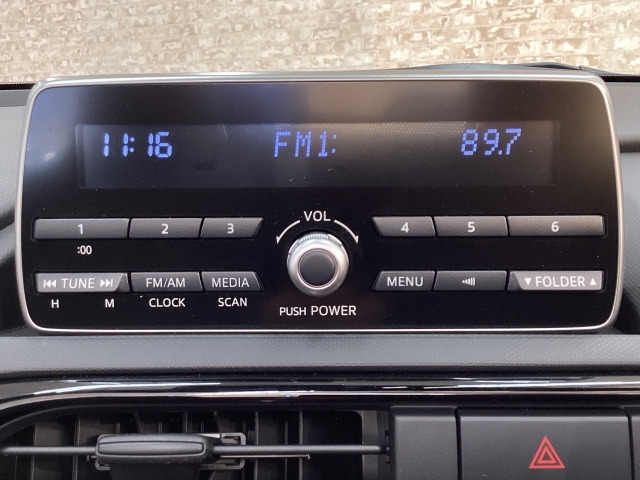 11:16 FM1: 89.7
VOL
1 2 3 4 5 6
:00
⏮ TUNE ⏭ FM/AM MEDIA MENU ▼ FOLDER ▲
H M CLOCK SCAN PUSH POWER